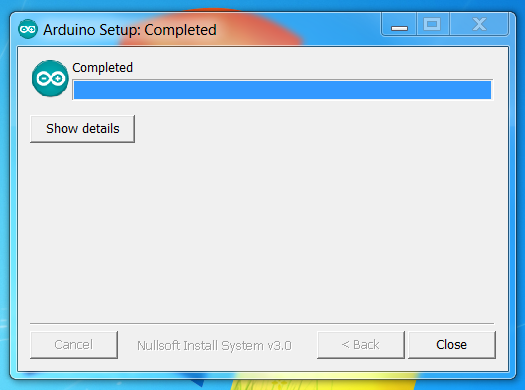 Arduino Setup: Completed
Completed
Show details
Cancel
Nullsoft Install System v3.0
< Back
Close